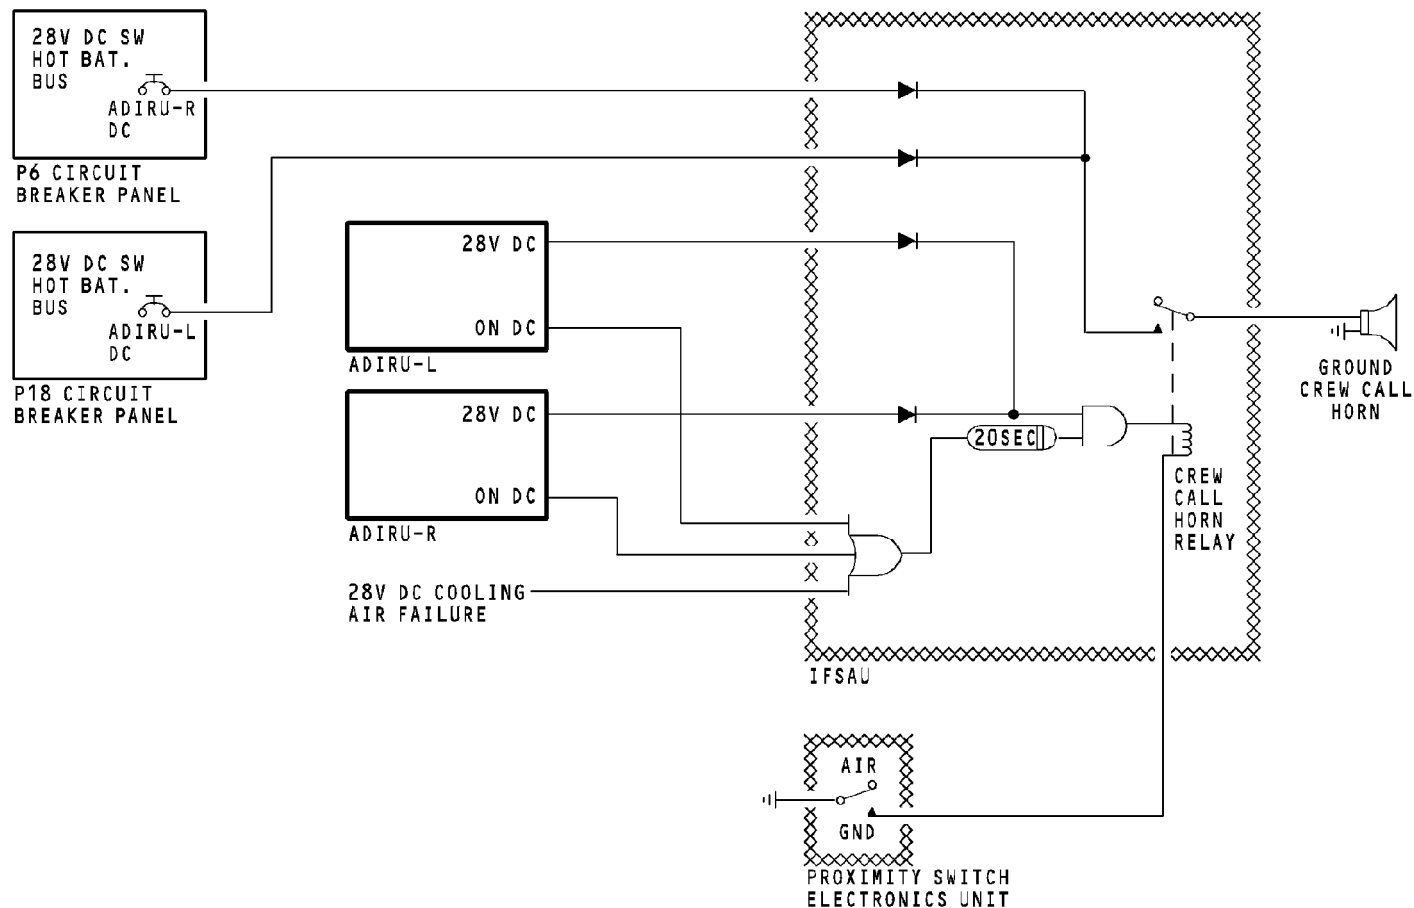 28V DC SW
HOT BAT.
BUS
ADIRU-R
DC
P6 CIRCUIT
BREAKER PANEL
28V DC SW
HOT BAT.
BUS
ADIRU-L
DC
P18 CIRCUIT
BREAKER PANEL
28V DC
ON DC
ADIRU-L
28V DC
ON DC
ADIRU-R
28V DC COOLING
AIR FAILURE
20SEC
CREW
CALL
HORN
RELAY
GROUND
CREW CALL
HORN
IFSAU
AIR
GND
PROXIMITY SWITCH
ELECTRONICS UNIT